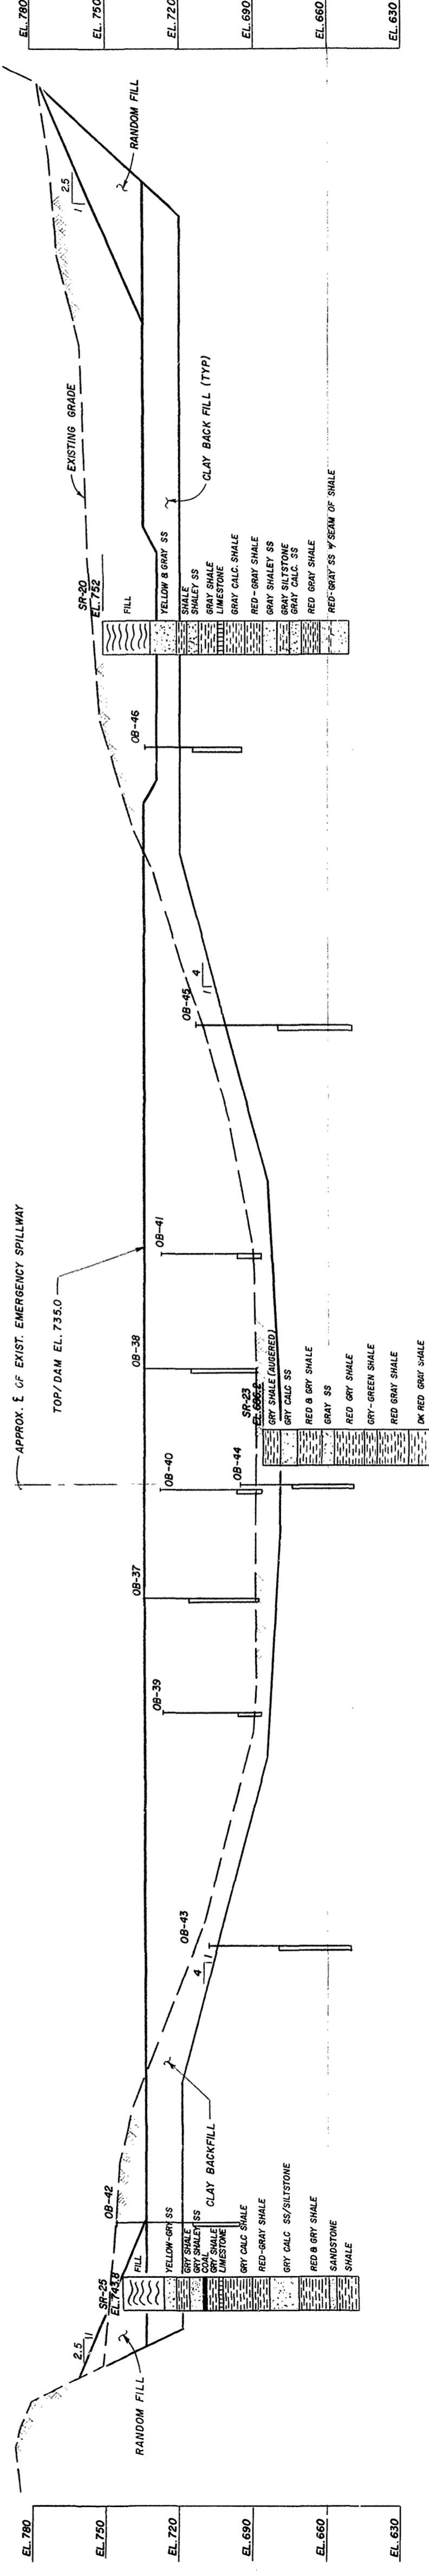 EL. 780
EL. 750
EL. 720
EL. 690
EL. 660
EL. 630
RANDOM FILL
2.5
1
EXISTING GRADE
CLAY BACK FILL (TYP)
SR-20
EL. 752
FILL
YELLOW & GRAY SS
SHALE
SHALEY SS
GRAY SHALE
LIMESTONE
GRAY CALC. SHALE
RED-GRAY SHALE
GRAY SHALEY SS
GRAY SILTSTONE
GRAY CALC. SS
RED GRAY SHALE
RED-GRAY SS W/SEAM OF SHALE
OB-46
OB-45
4
1
OB-41
APPROX. ℄ OF EXIST. EMERGENCY SPILLWAY
TOP/DAM EL.735.0
OB-38
SR-23
EL.686.2
GRY SHALE (AUGERED)
GRY CALC SS
RED & GRY SHALE
GRAY SS
RED GRY SHALE
GRY-GREEN SHALE
RED GRAY SHALE
DK RED GRAY SHALE
OB-40
OB-44
OB-37
OB-39
OB-43
4
1
CLAY BACKFILL
OB-42
SR-25
EL.743.8
FILL
YELLOW-GRY SS
GRY SHALE
GRY SHALEY SS
COAL
GRY SHALE
LIMESTONE
GRY CALC SHALE
RED-GRAY SHALE
GRY CALC SS/SILTSTONE
RED & GRY SHALE
SANDSTONE
SHALE
2.5
1
RANDOM FILL
EL. 780
EL. 750
EL. 720
EL. 690
EL. 660
EL. 630